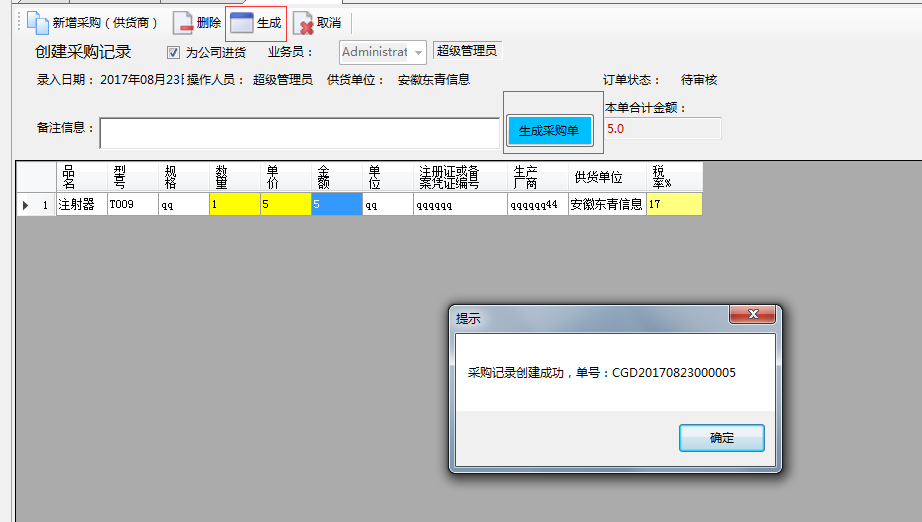 新增采购（供货商） 删除 生成 取消
创建采购记录 为公司进货 业务员： Administrat 超级管理员
录入日期： 2017年08月23日 操作人员： 超级管理员 供货单位： 安徽东青信息 订单状态： 待审核
本单合计金额：
备注信息： 生成采购单 5.0
品名 型号 规格 数量 单价 金额 单位 注册证或备案凭证编号 生产厂商 供货单位 税率%
1 注射器 T009 qq 1 5 5 qq qqqqqq qqqqqq44 安徽东青信息 17
提示
采购记录创建成功，单号：CGD20170823000005
确定